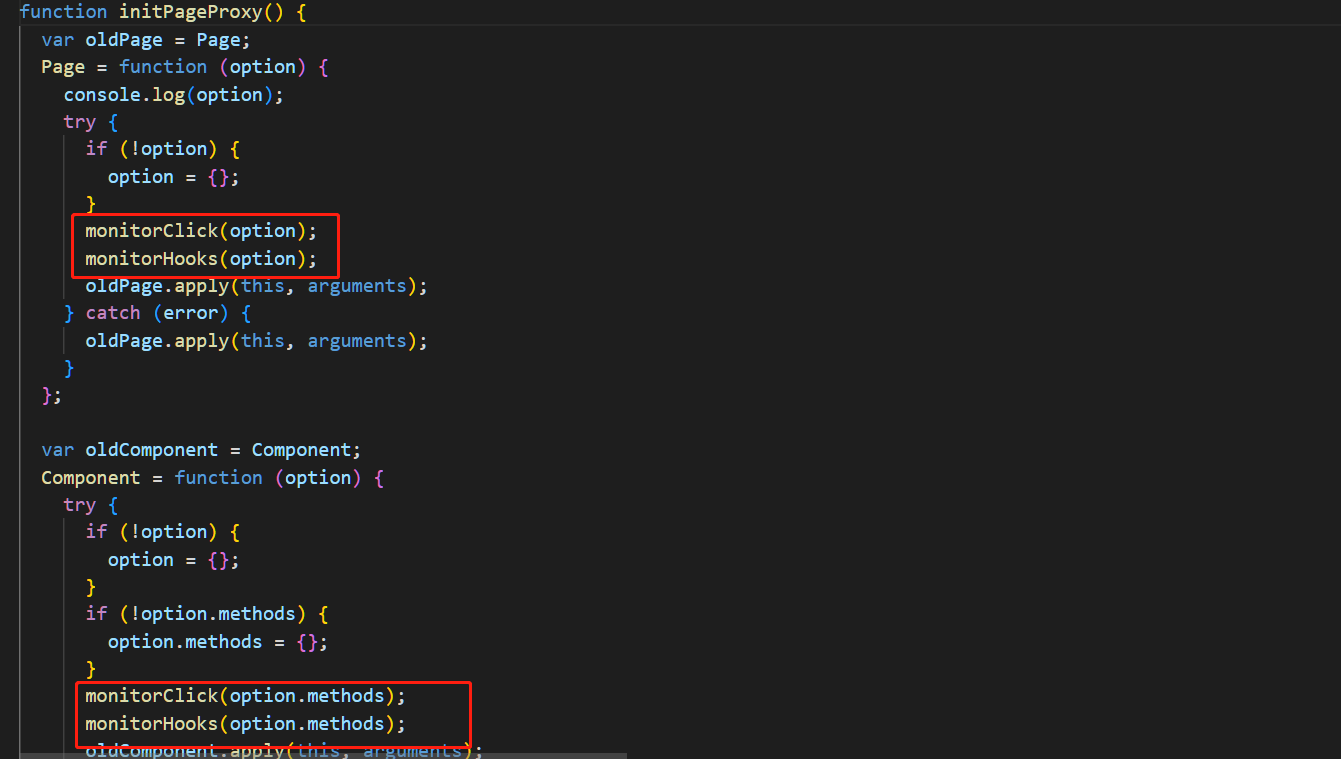 function initPageProxy() {
var oldPage = Page;
Page = function (option) {
console.log(option);
try {
if (!option) {
option = {};
}
monitorClick(option);
monitorHooks(option);
oldPage.apply(this, arguments);
} catch (error) {
oldPage.apply(this, arguments);
}
};
var oldComponent = Component;
Component = function (option) {
try {
if (!option) {
option = {};
}
if (!option.methods) {
option.methods = {};
}
monitorClick(option.methods);
monitorHooks(option.methods);
oldComponent.apply(this, arguments);